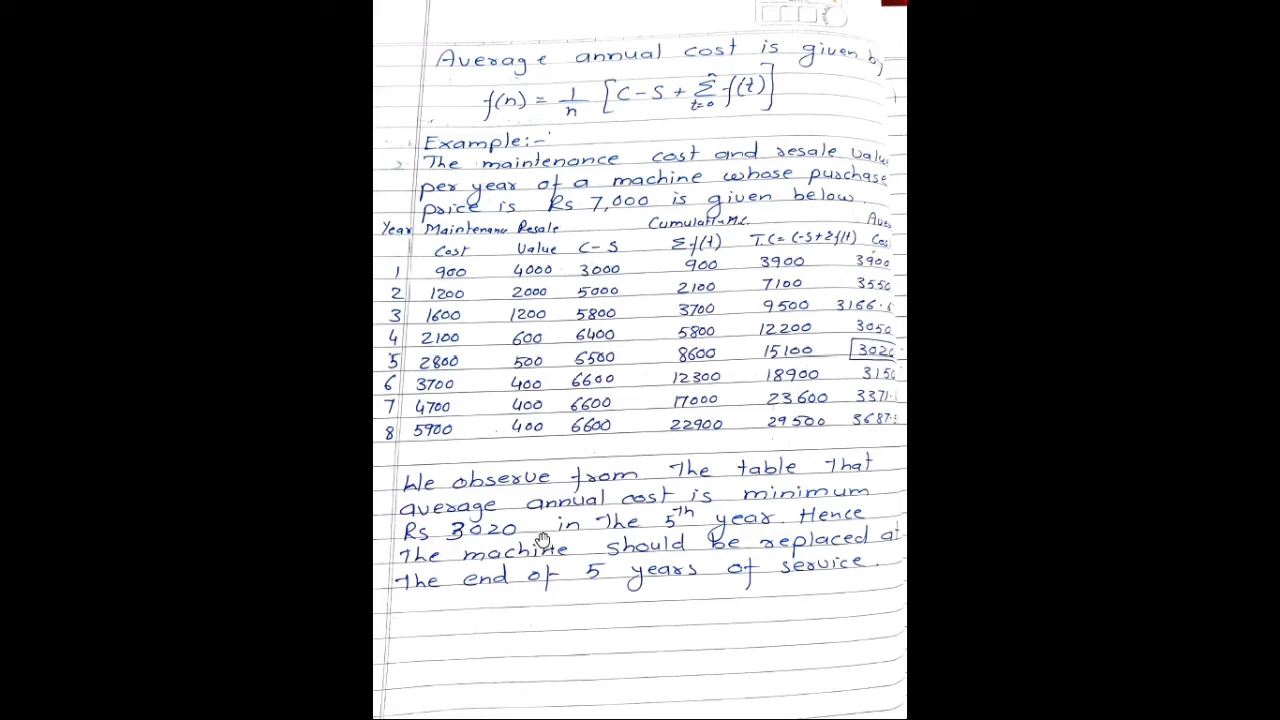 Average annual cost is given by
f(n) = 1/n [C - S + Σ t=0 n f(t)]
Example:-
The maintenance cost and resale value
per year of a machine whose purchase
price is Rs 7,000 is given below.
Year Maintenance Resale Cumulative M.C.
Cost Value C - S Σf(t) T.C = C-S+Σf(t)
1 900 4000 3000 900 3900 3900
2 1200 2000 5000 2100 7100 3550
3 1600 1200 5800 3700 9500 3166.
4 2100 600 6400 5800 12200 3050
5 2800 500 6500 8600 15100 3020
6 3700 400 6600 12300 18900 3150
7 4700 400 6600 17000 23600 3371.
8 5900 400 6600 22900 29500 3687.
We observe from the table that
average annual cost is minimum
Rs 3020 in the 5th year. Hence
the machine should be replaced at
the end of 5 years of service.